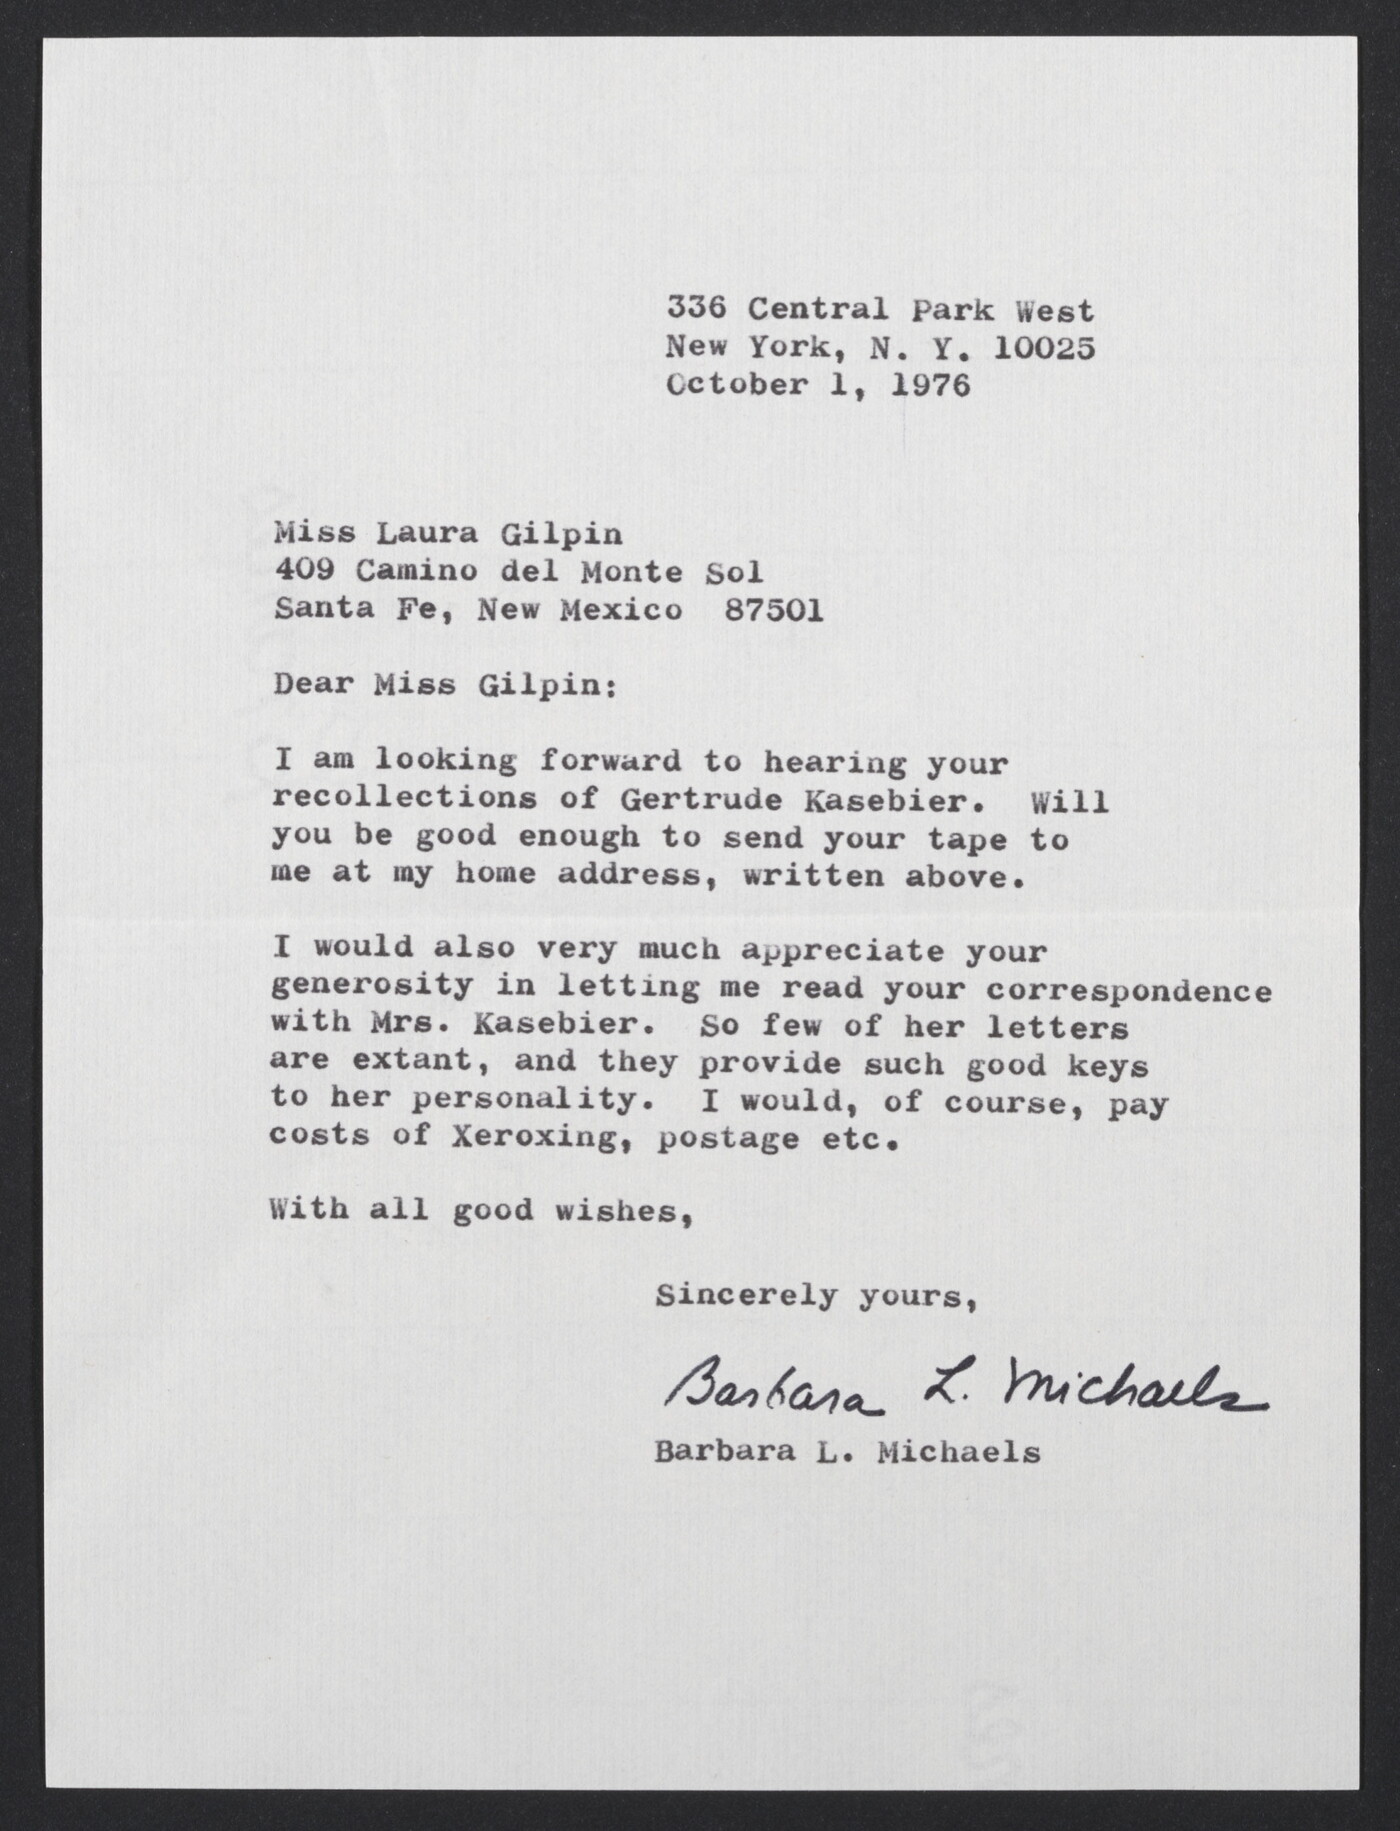 336 Central Park West
New York, N. Y. 10025
October 1, 1976
Miss Laura Gilpin
409 Camino del Monte Sol
Santa Fe, New Mexico  87501
Dear Miss Gilpin:
I am looking forward to hearing your
recollections of Gertrude Kasebier.  Will
you be good enough to send your tape to
me at my home address, written above.
I would also very much appreciate your
generosity in letting me read your correspondence
with Mrs. Kasebier.  So few of her letters
are extant, and they provide such good keys
to her personality.  I would, of course, pay
costs of Xeroxing, postage etc.
With all good wishes,
Sincerely yours,
Barbara L. Michaels
Barbara L. Michaels